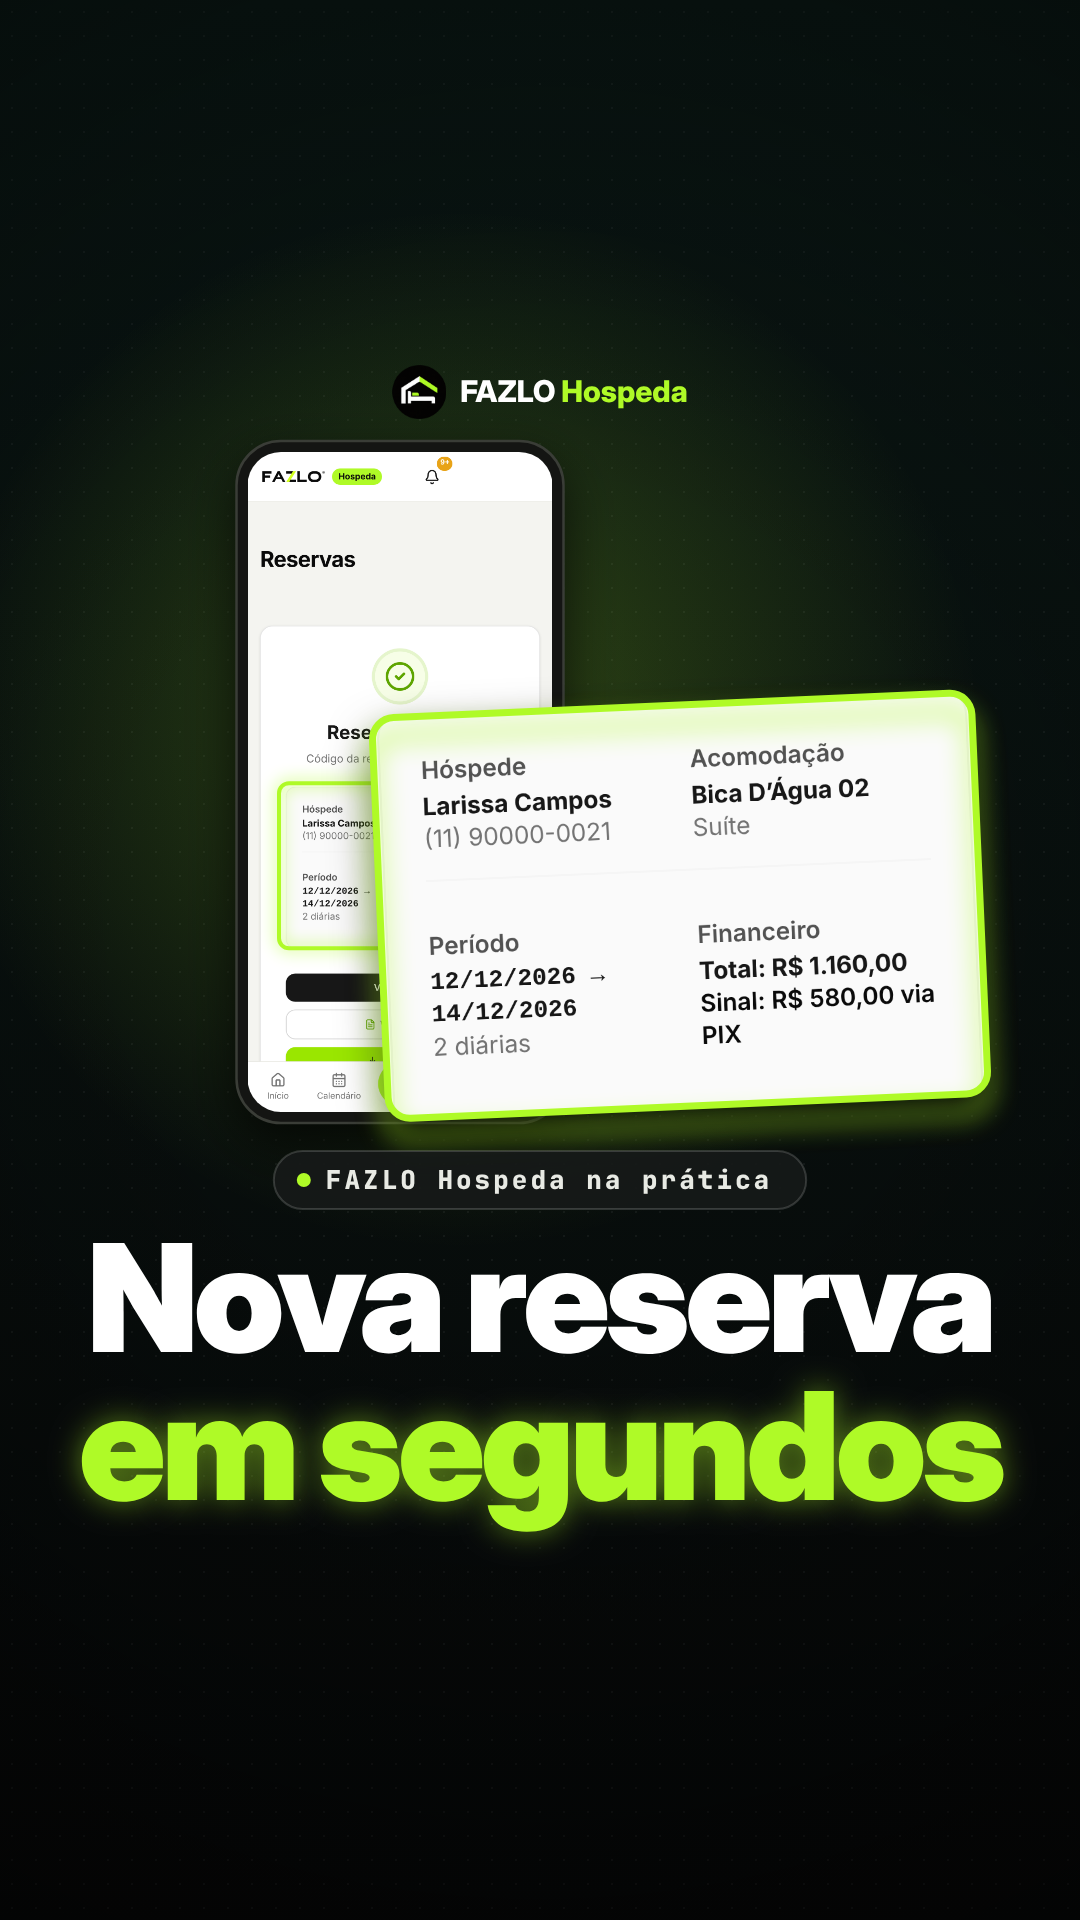 FAZLO Hospeda
FAZLO Hospeda
9+
Reservas
Código da
Hóspede
Larissa Campos
(11) 90000-0021
Período
12/12/2026 →
14/12/2026
2 diárias
Início
Calendário
Hóspede
Larissa Campos
(11) 90000-0021
Acomodação
Bica D’Água 02
Suíte
Período
12/12/2026 →
14/12/2026
2 diárias
Financeiro
Total: R$ 1.160,00
Sinal: R$ 580,00 via
PIX
FAZLO Hospeda na prática
Nova reserva
em segundos